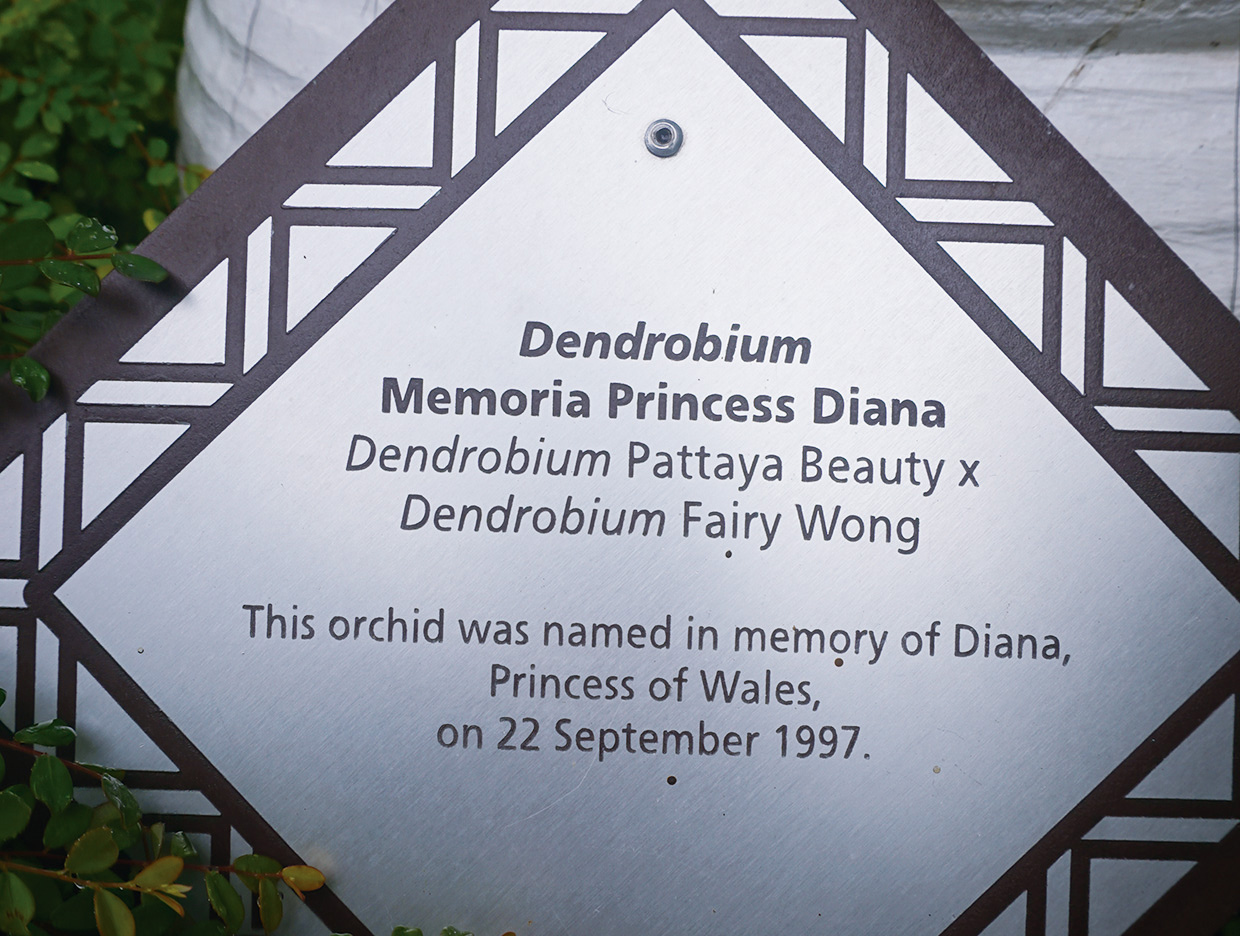 Dendrobium
Memoria Princess Diana
Dendrobium Pattaya Beauty x
Dendrobium Fairy Wong
This orchid was named in memory of Diana,
Princess of Wales,
on 22 September 1997.